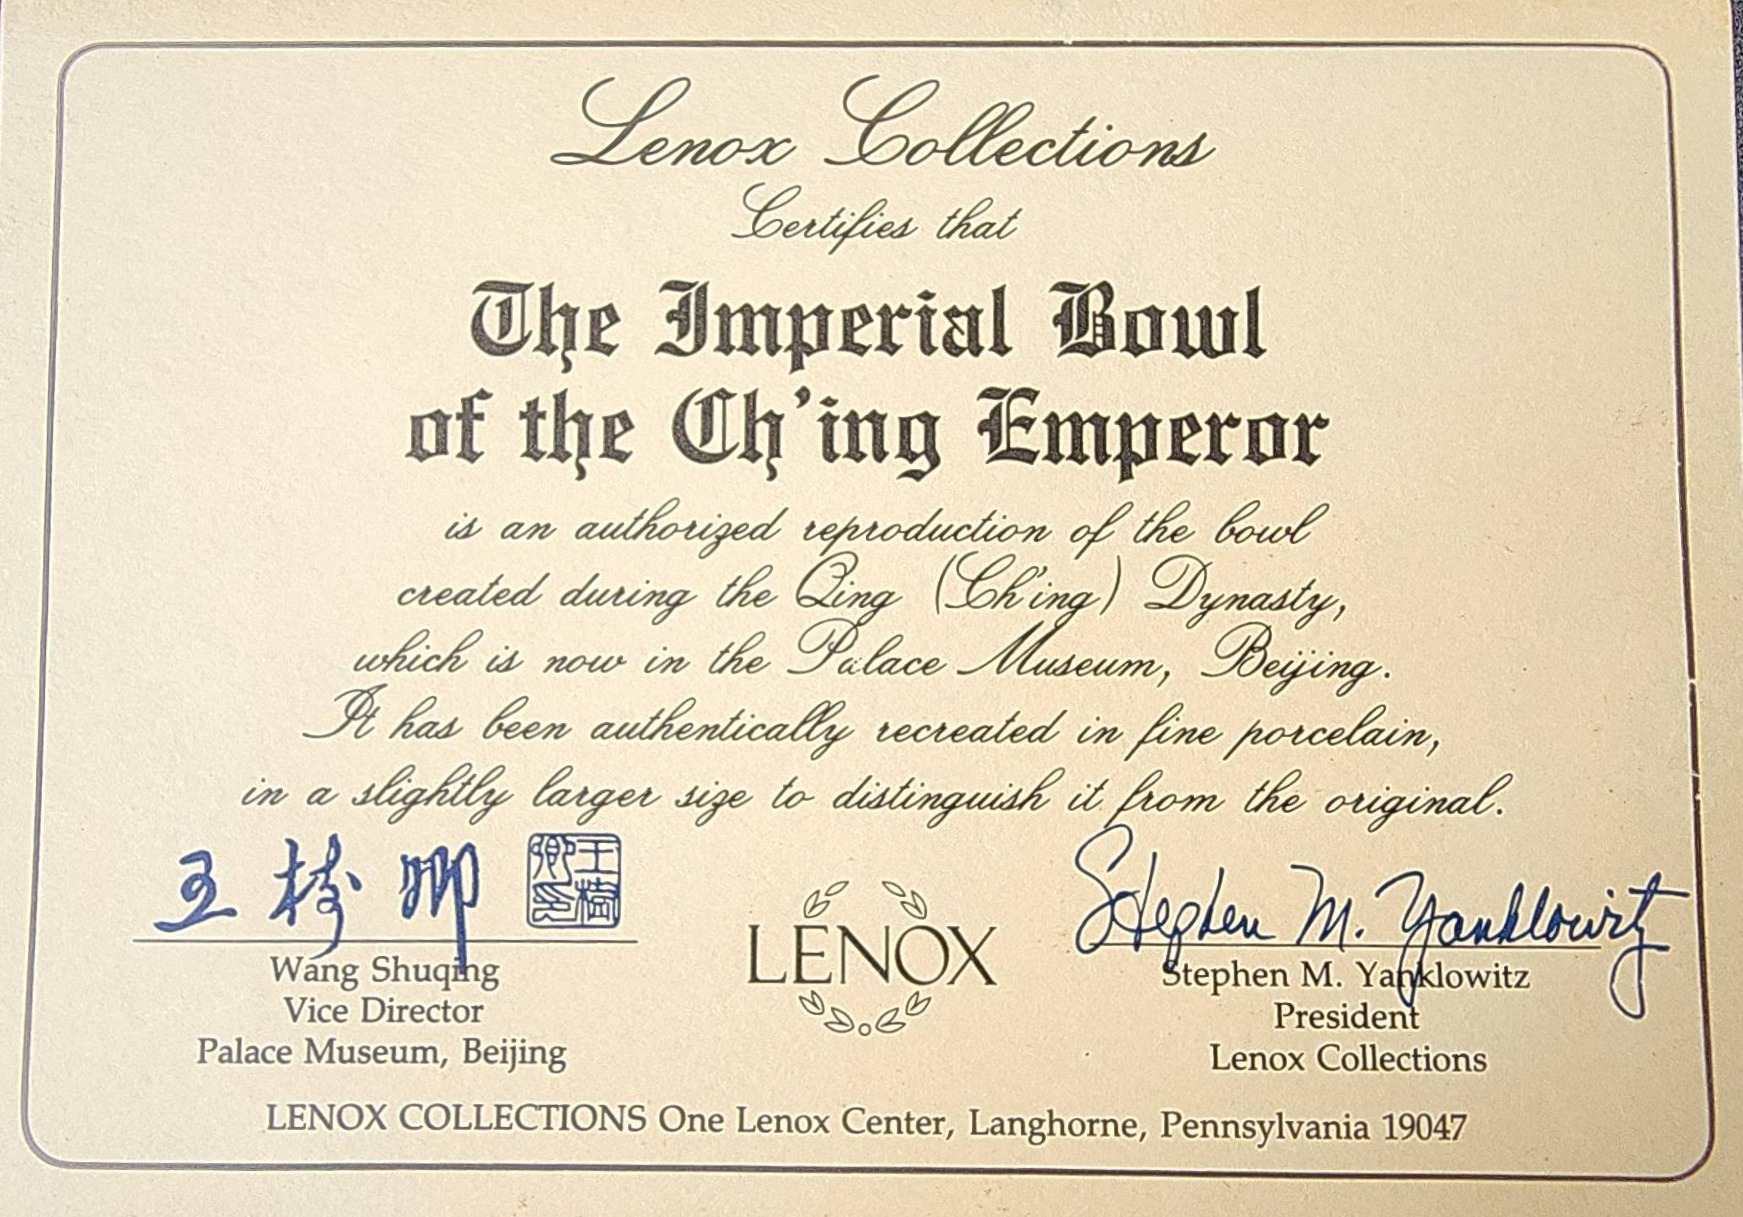 Lenox Collections
Certifies that
The Imperial Bowl
of the Ch'ing Emperor
is an authorized reproduction of the bowl
created during the Qing (Ch'ing) Dynasty,
which is now in the Palace Museum, Beijing.
It has been authentically recreated in fine porcelain,
in a slightly larger size to distinguish it from the original.
王树卿
王樹卿印
Wang Shuqing
Vice Director
Palace Museum, Beijing
LENOX
Stephen M. Yanklowitz
Stephen M. Yanklowitz
President
Lenox Collections
LENOX COLLECTIONS One Lenox Center, Langhorne, Pennsylvania 19047